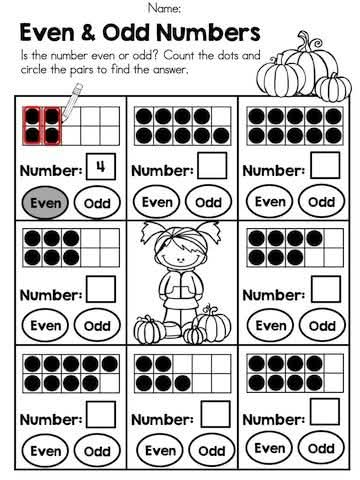 Name:
Even & Odd Numbers
Is the number even or odd? Count the dots and
circle the pairs to find the answer.
Number: 4
Even Odd
Number:
Even Odd
Number:
Even Odd
Number:
Even Odd
Number:
Even Odd
Number:
Even Odd
Number:
Even Odd
Number:
Even Odd